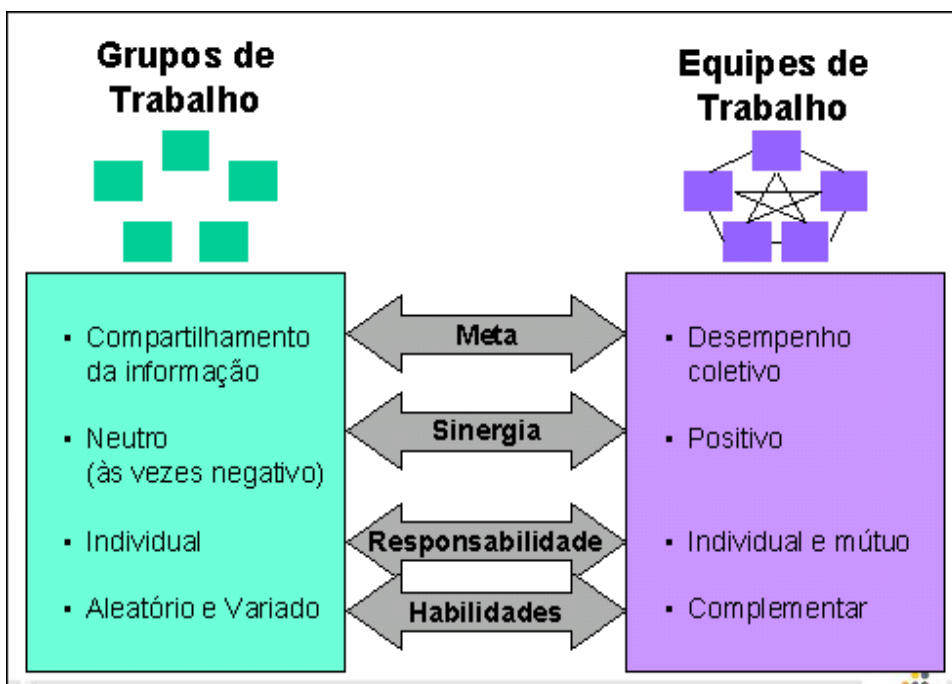 Grupos de
Trabalho
Equipes de
Trabalho
▪ Compartilhamento
da informação
Meta
▪ Desempenho
coletivo
▪ Neutro
(às vezes negativo)
Sinergia
▪ Positivo
▪ Individual
Responsabilidade
▪ Individual e mútuo
▪ Aleatório e Variado
Habilidades
▪ Complementar